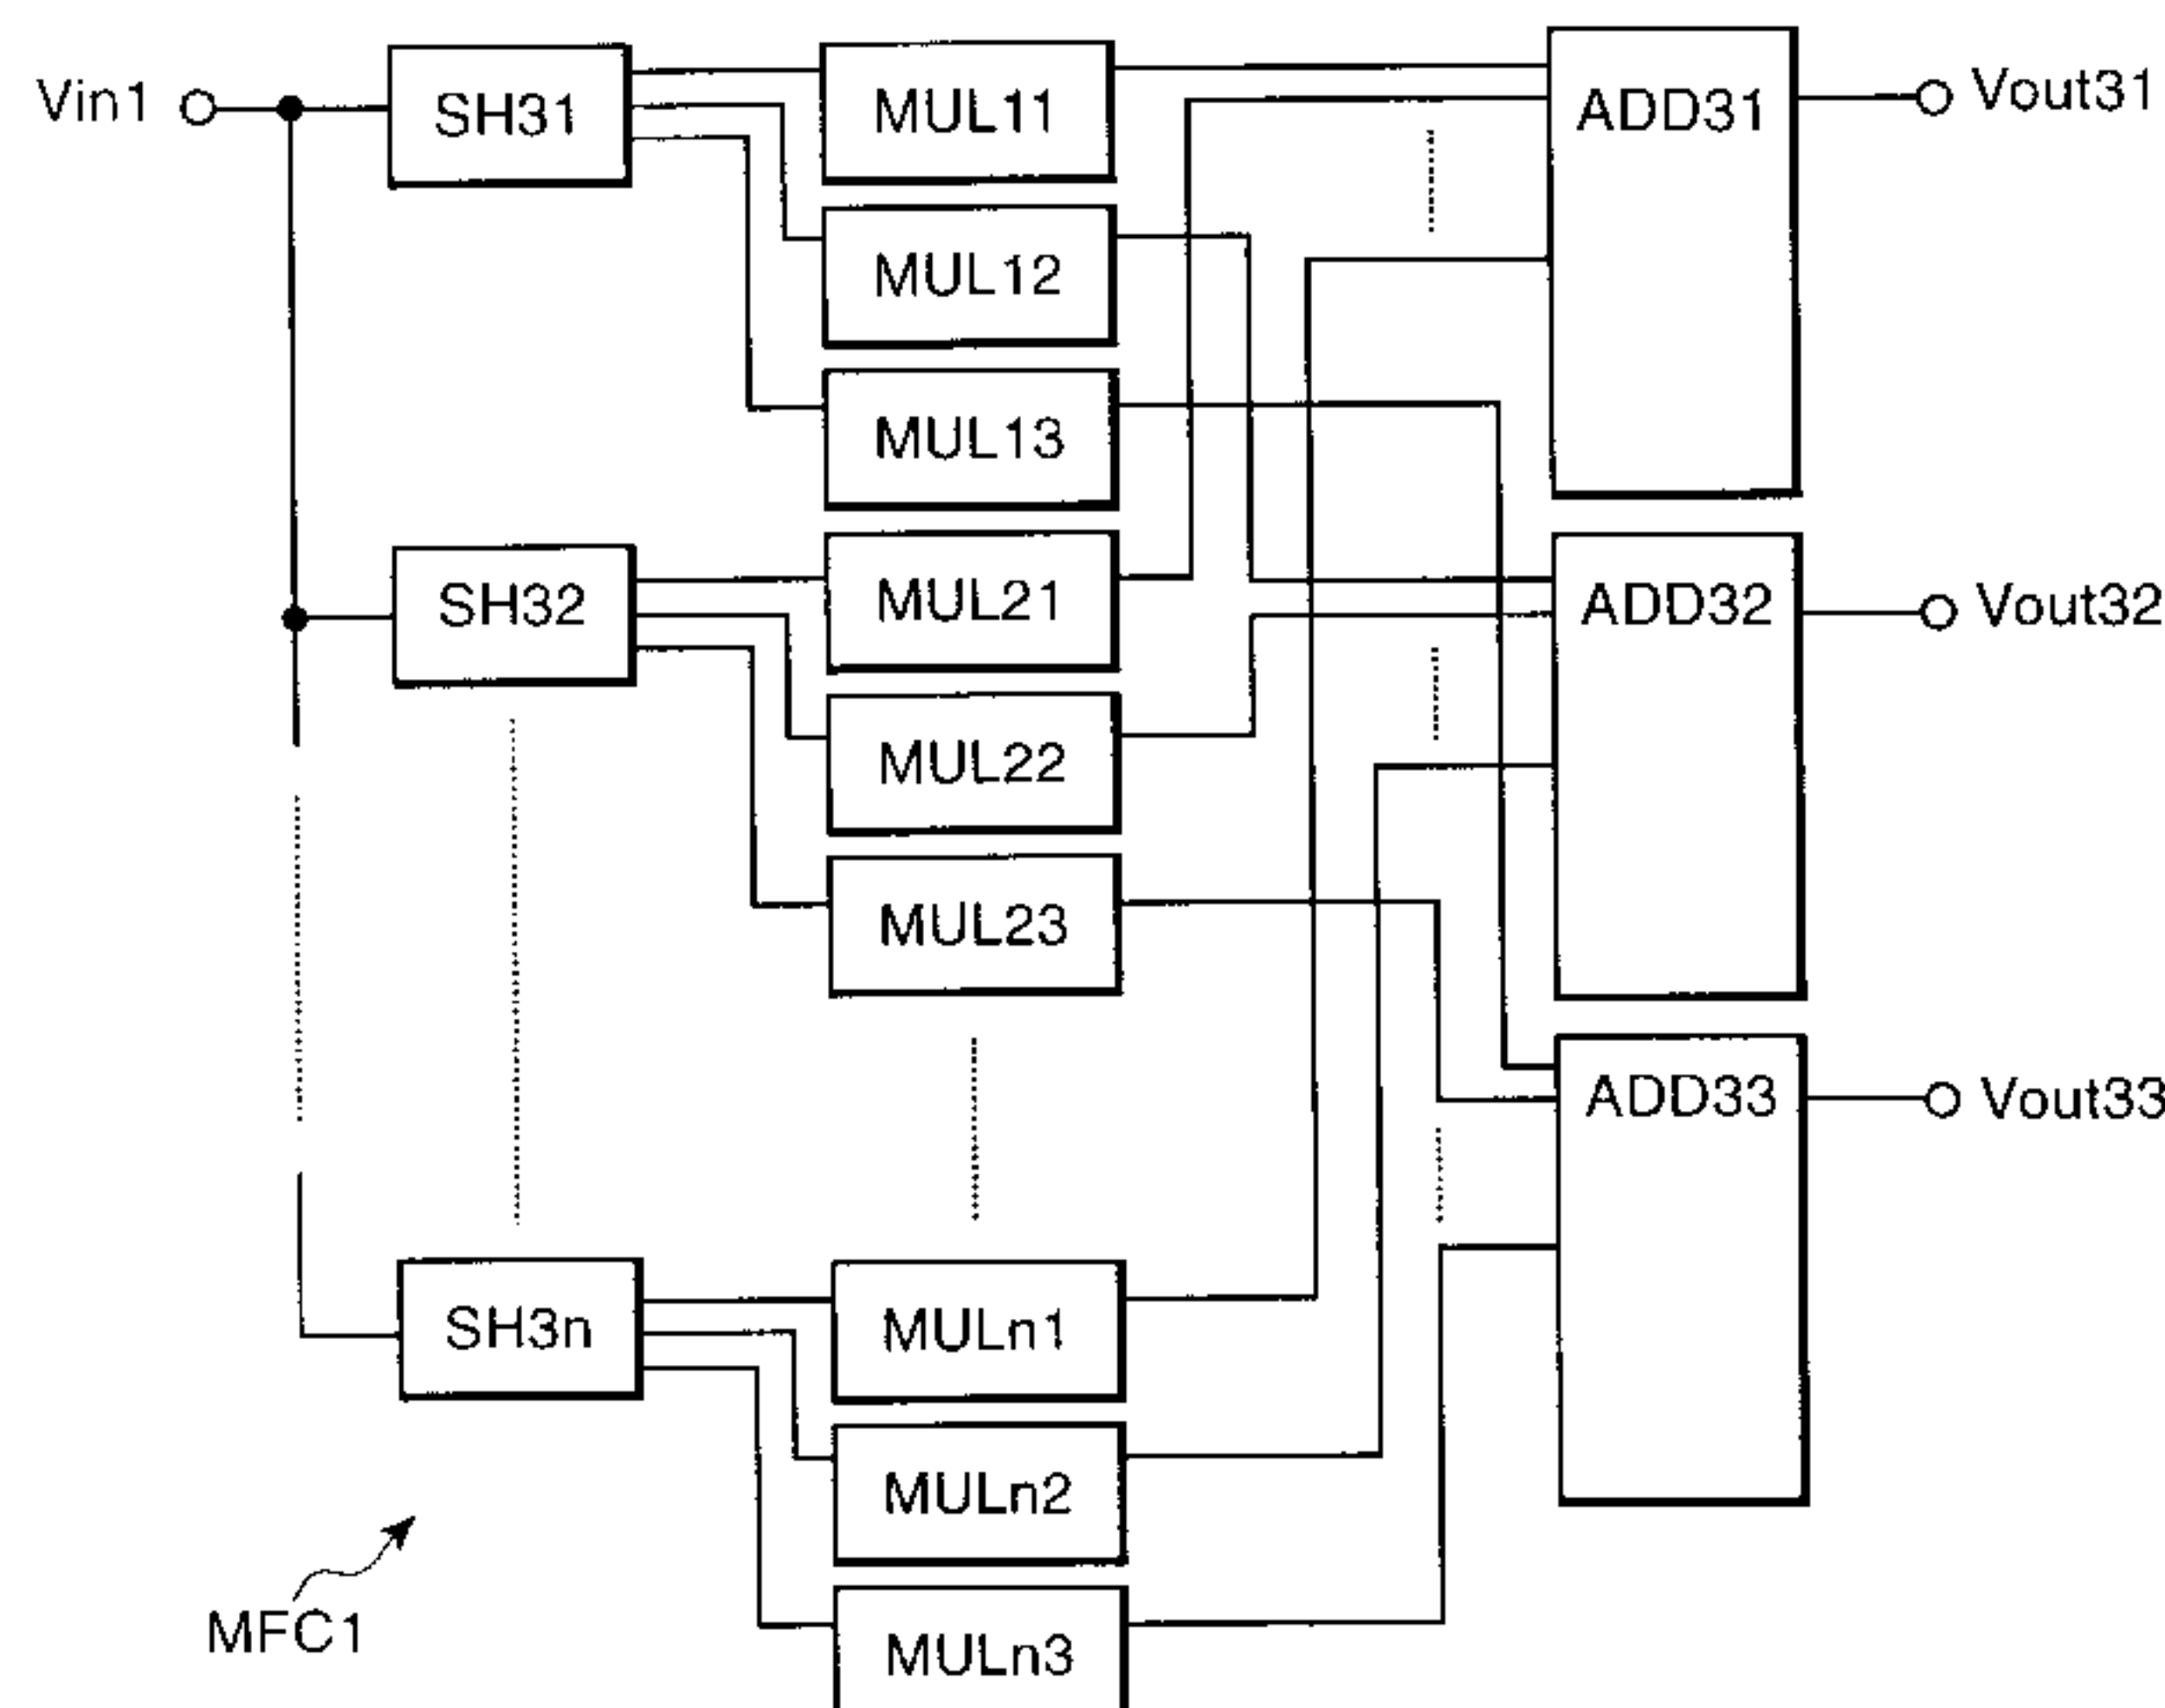 Vin1
SH31
MUL11
ADD31
Vout31
MUL12
MUL13
SH32
MUL21
ADD32
Vout32
MUL22
MUL23
ADD33
Vout33
SH3n
MULn1
MULn2
MULn3
MFC1